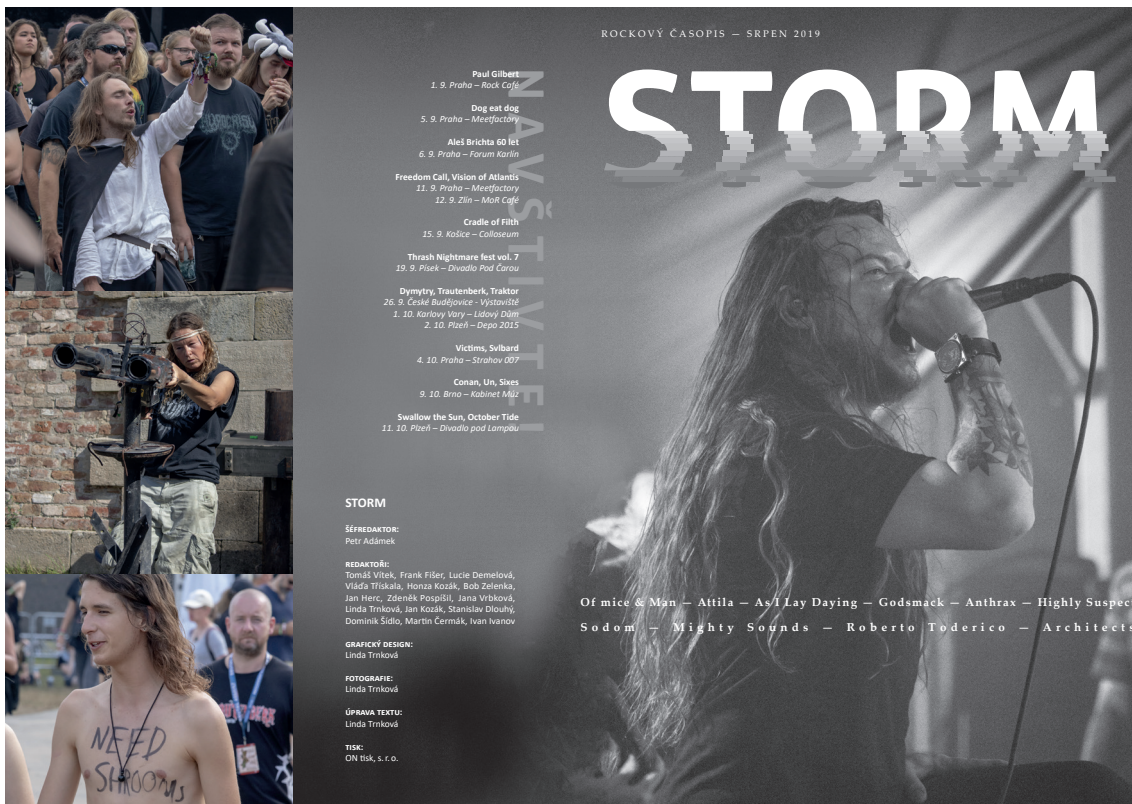 ROCKOVÝ ČASOPIS — SRPEN 2019
STORM
NAVŠTIVTE!
Paul Gilbert
1. 9. Praha – Rock Café
Dog eat dog
5. 9. Praha – Meetfactory
Aleš Brichta 60 let
6. 9. Praha – Forum Karlín
Freedom Call, Vision of Atlantis
11. 9. Praha – Meetfactory
12. 9. Zlín – MoR Café
Cradle of Filth
15. 9. Košice – Colloseum
Thrash Nightmare fest vol. 7
19. 9. Písek – Divadlo Pod Čarou
Dymytry, Trautenberk, Traktor
26. 9. České Budějovice - Výstaviště
1. 10. Karlovy Vary – Lidový Dům
2. 10. Plzeň – Depo 2015
Victims, Svlbard
4. 10. Praha – Strahov 007
Conan, Un, Sixes
9. 10. Brno – Kabinet Múz
Swallow the Sun, October Tide
11. 10. Plzeň – Divadlo pod Lampou
STORM
ŠÉFREDAKTOR:
Petr Adámek
REDAKTOŘI:
Tomáš Vítek, Frank Fišer, Lucie Demelová,
Vláďa Třískala, Honza Kozák, Bob Zelenka,
Jan Herc, Zdeněk Pospíšil, Jana Vrbková,
Linda Trnková, Jan Kozák, Stanislav Dlouhý,
Dominik Šídlo, Martin Čermák, Ivan Ivanov
GRAFICKÝ DESIGN:
Linda Trnková
FOTOGRAFIE:
Linda Trnková
ÚPRAVA TEXTU:
Linda Trnková
TISK:
ON tisk, s. r. o.
Of mice & Man — Attila — As I Lay Daying — Godsmack — Anthrax — Highly Suspec
Sodom — Mighty Sounds — Roberto Toderico — Architects
NEED
SHROOMS